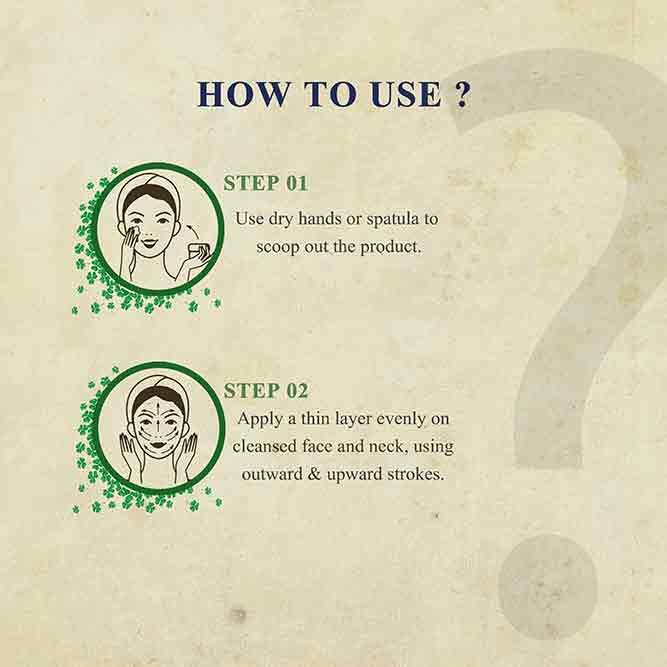 HOW TO USE ?
STEP 01
Use dry hands or spatula to
scoop out the product.
STEP 02
Apply a thin layer evenly on
cleansed face and neck, using
outward & upward strokes.